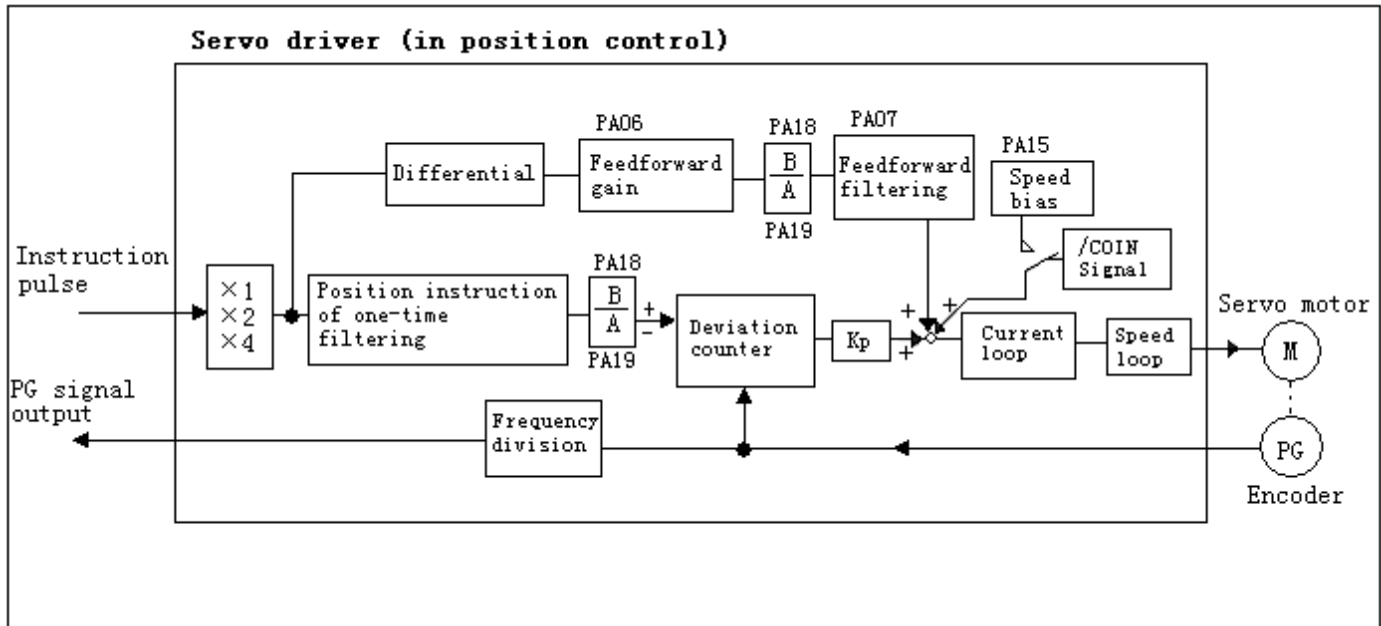 Servo driver (in position control)
PA06
PA18
PA07
PA15
Differential
Feedforward
gain
B
A
Feedforward
filtering
Speed
bias
PA19
/COIN
Signal
Instruction
pulse
×1
×2
×4
Position instruction
of one-time
filtering
PA18
B
A
PA19
+
-
Deviation
counter
Kp
+
+
+
Current
loop
Speed
loop
Servo motor
M
PG signal
output
Frequency
division
PG
Encoder